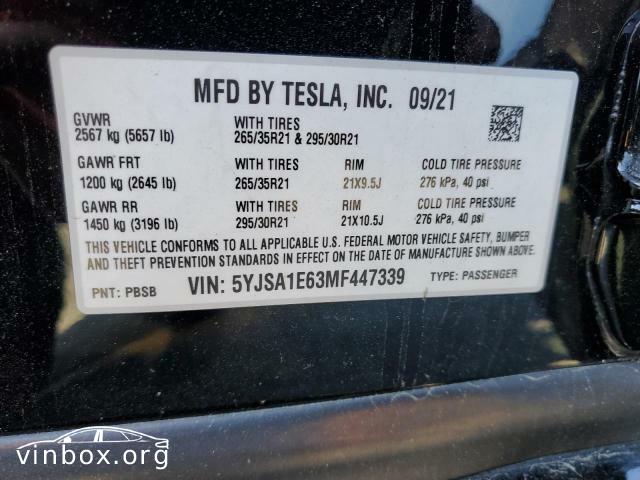 MFD BY TESLA, INC. 09/21
GVWR
2567 kg (5657 lb)
WITH TIRES
265/35R21 & 295/30R21
GAWR FRT
1200 kg (2645 lb)
WITH TIRES
265/35R21
RIM
21X9.5J
COLD TIRE PRESSURE
276 kPa, 40 psi
GAWR RR
1450 kg (3196 lb)
WITH TIRES
295/30R21
RIM
21X10.5J
COLD TIRE PRESSURE
276 kPa, 40 psi
THIS VEHICLE CONFORMS TO ALL APPLICABLE U.S. FEDERAL MOTOR VEHICLE SAFETY, BUMPER
AND THEFT PREVENTION STANDARDS IN EFFECT ON THE DATE OF MANUFACTURE SHOWN ABOVE.
PNT: PBSB
VIN: 5YJSA1E63MF447339
TYPE: PASSENGER
vinbox.org